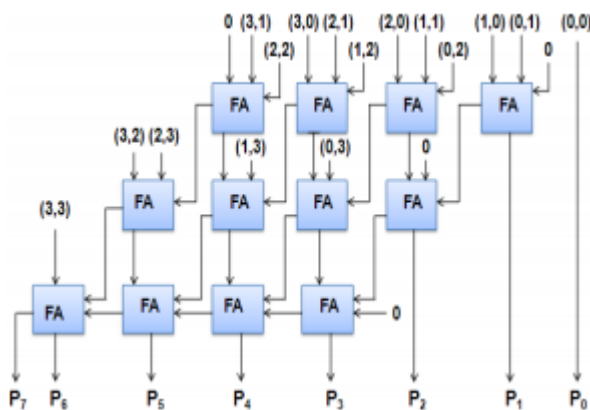 0 (3,1) (3,0) (2,1) (2,0) (1,1) (1,0) (0,1) (0,0)
(2,2) (1,2) (0,2) 0
FA FA FA FA
(3,2) (2,3) (1,3) (0,3) 0
FA FA FA FA
(3,3)
FA FA FA FA 0
P7 P6 P5 P4 P3 P2 P1 P0